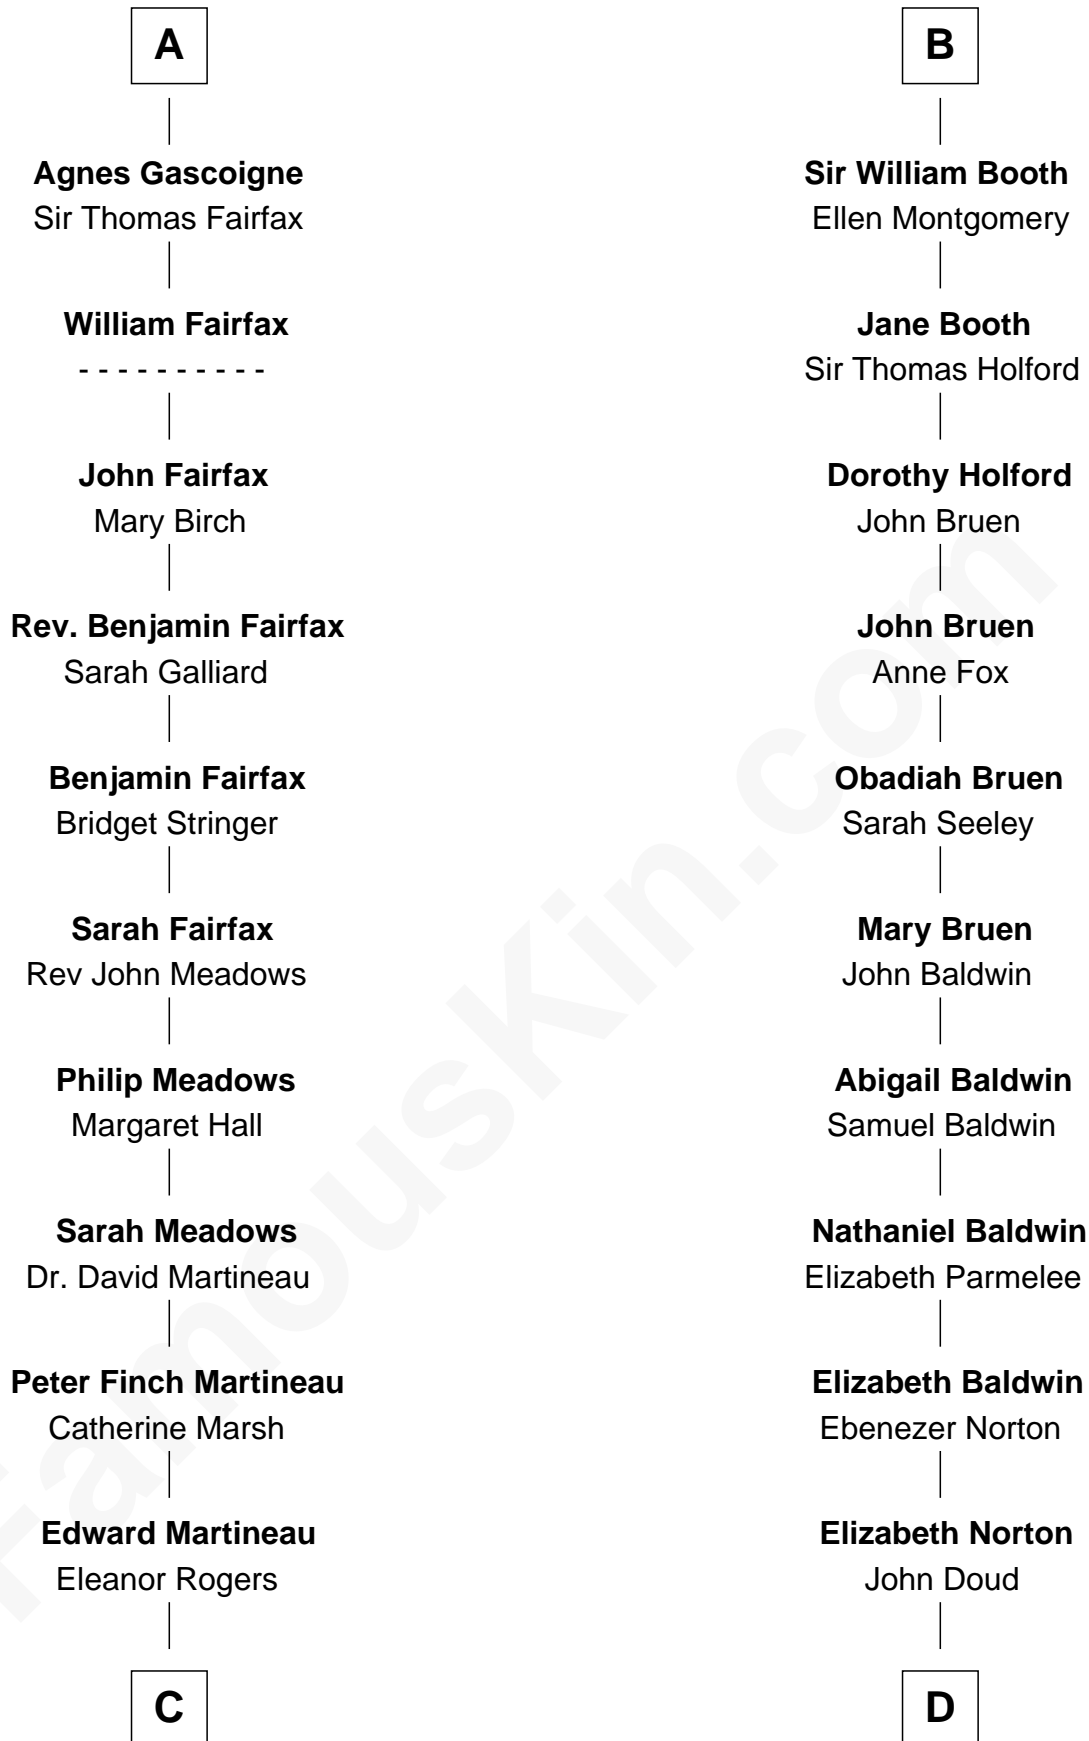 A
Agnes Gascoigne
Sir Thomas Fairfax
William Fairfax
- - - - - - - - - -
John Fairfax
Mary Birch
Rev. Benjamin Fairfax
Sarah Galliard
Benjamin Fairfax
Bridget Stringer
Sarah Fairfax
Rev John Meadows
Philip Meadows
Margaret Hall
Sarah Meadows
Dr. David Martineau
Peter Finch Martineau
Catherine Marsh
Edward Martineau
Eleanor Rogers
C
B
Sir William Booth
Ellen Montgomery
Jane Booth
Sir Thomas Holford
Dorothy Holford
John Bruen
John Bruen
Anne Fox
Obadiah Bruen
Sarah Seeley
Mary Bruen
John Baldwin
Abigail Baldwin
Samuel Baldwin
Nathaniel Baldwin
Elizabeth Parmelee
Elizabeth Baldwin
Ebenezer Norton
Elizabeth Norton
John Doud
D
FamousKin.com